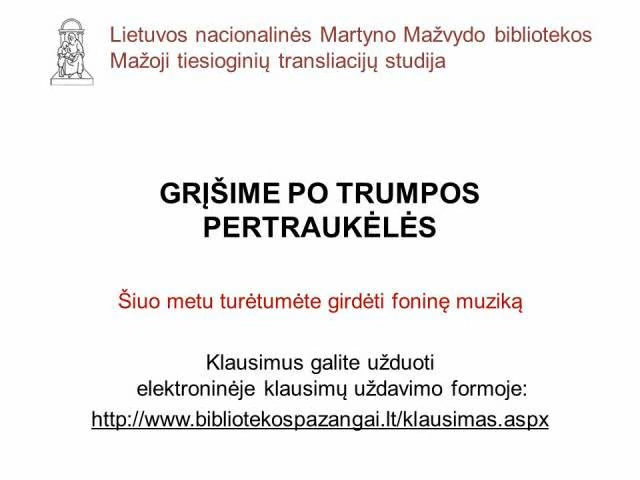 Lietuvos nacionalinės Martyno Mažvydo bibliotekos
Mažoji tiesioginių transliacijų studija
GRĮŠIME PO TRUMPOS
PERTRAUKĖLĖS
Šiuo metu turėtumėte girdėti foninę muziką
Klausimus galite užduoti
elektroninėje klausimų uždavimo formoje:
http://www.bibliotekospazangai.lt/klausimas.aspx